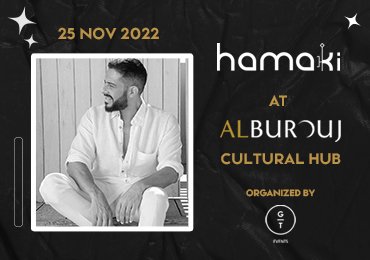 25 NOV 2022
hamaki
AT
ALBUROUJ
CULTURAL HUB
ORGANIZED BY
G
T
EVENTS